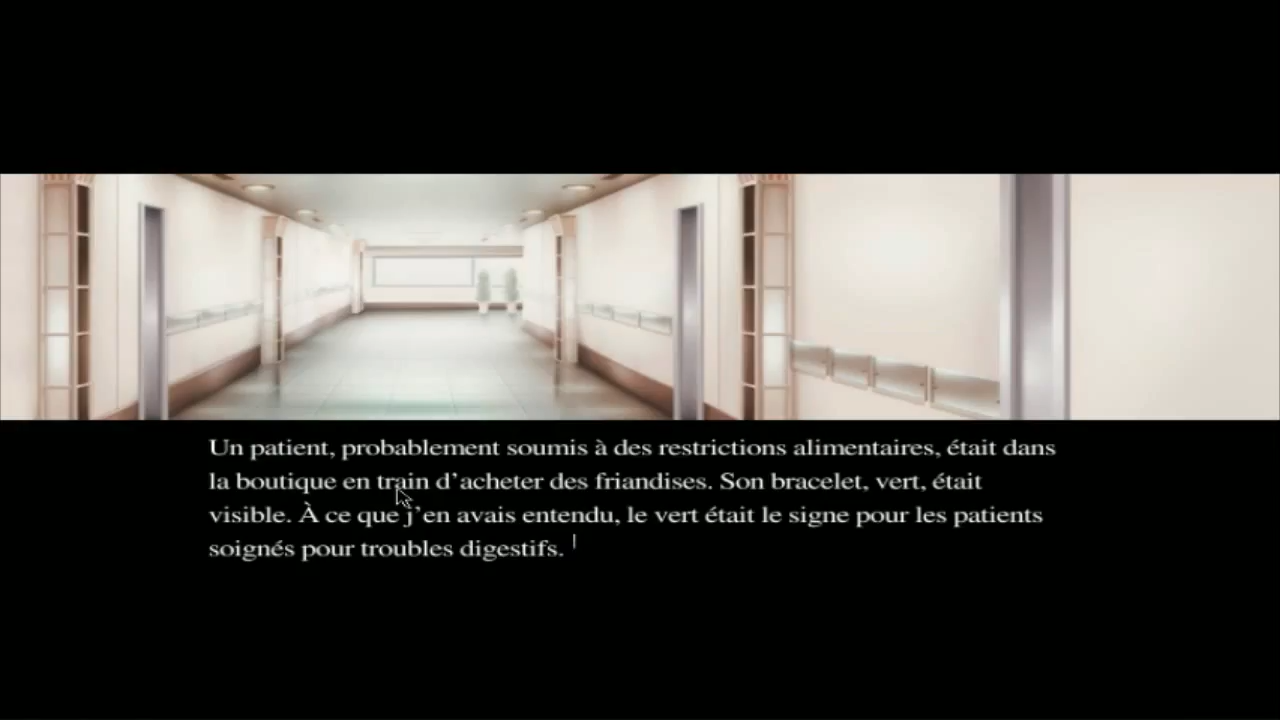 Un patient, probablement soumis à des restrictions alimentaires, était dans
la boutique en train d’acheter des friandises. Son bracelet, vert, était
visible. À ce que j’en avais entendu, le vert était le signe pour les patients
soignés pour troubles digestifs.